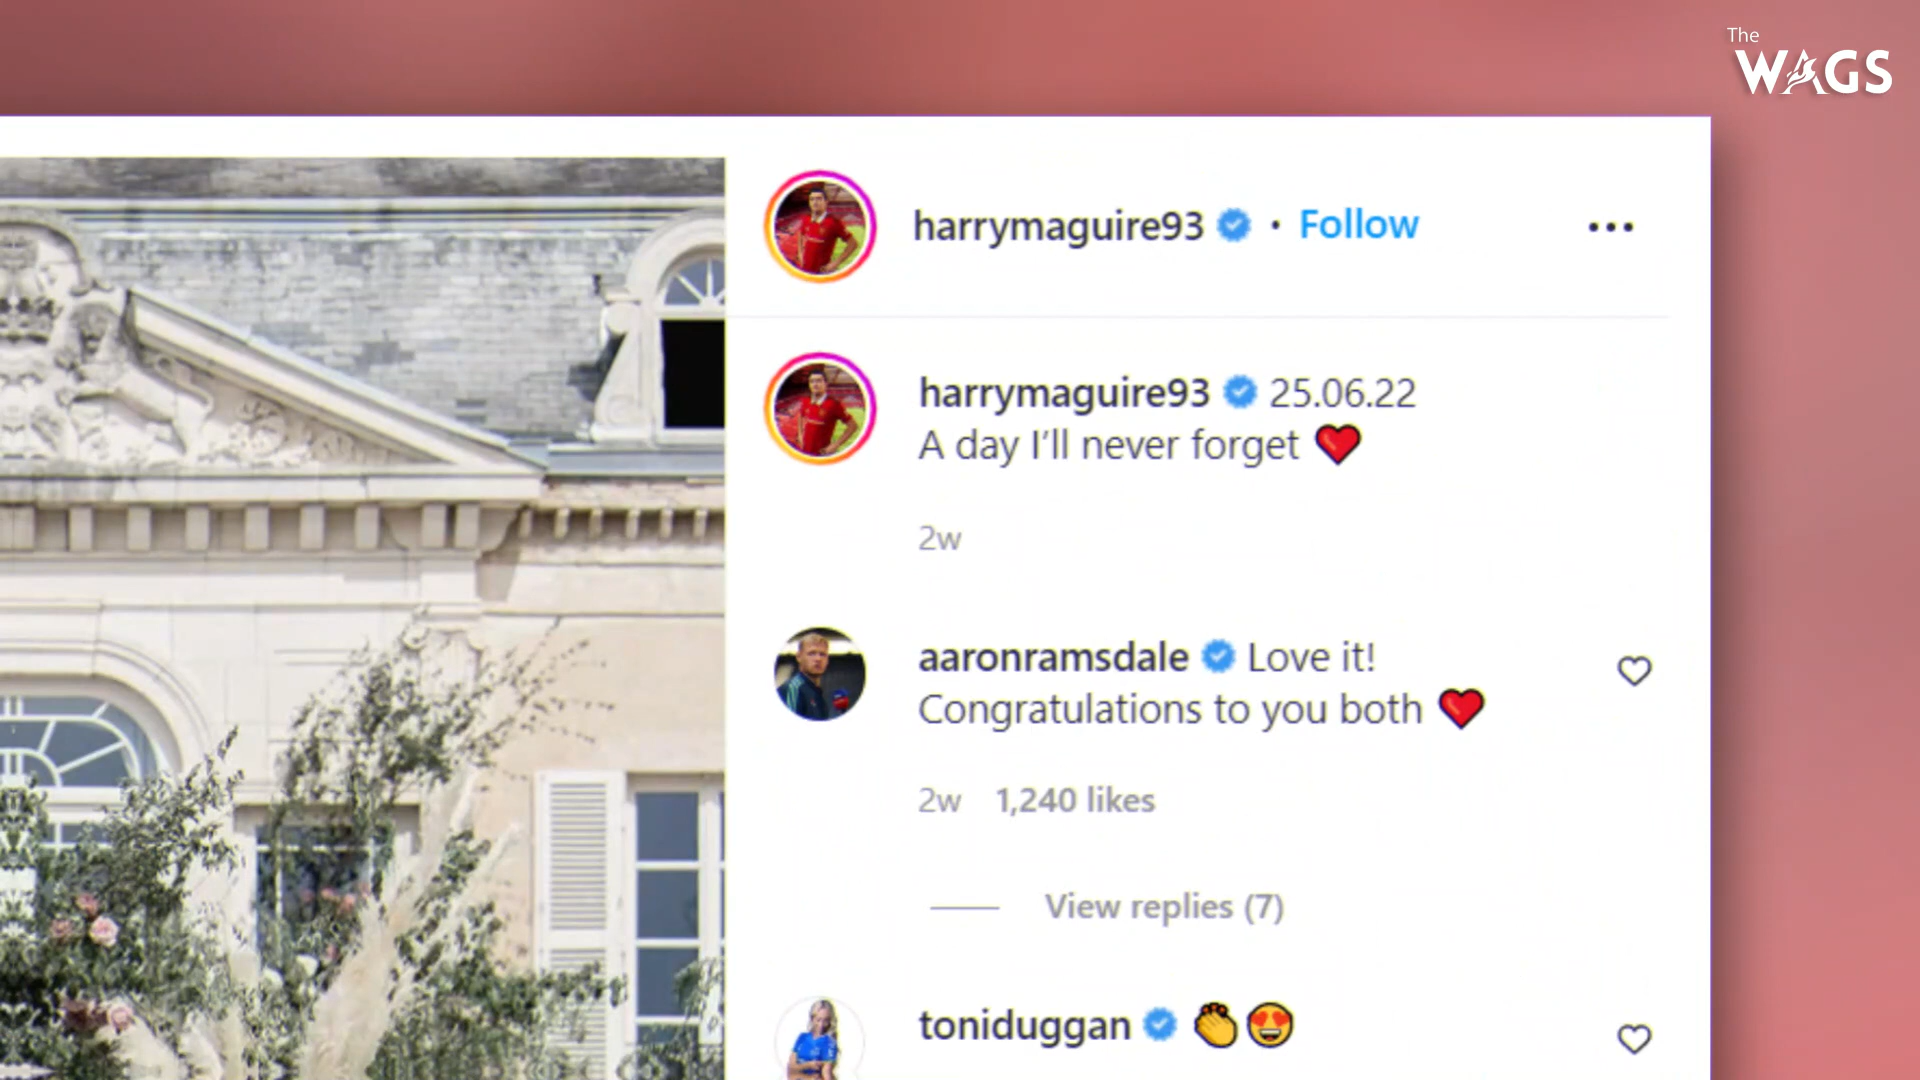 The
WAGS
harrymaguire93 • Follow
harrymaguire93 25.06.22
A day I'll never forget ❤️
2w
aaronramsdale Love it!
Congratulations to you both ❤️
2w 1,240 likes
View replies (7)
toniduggan 👏😍